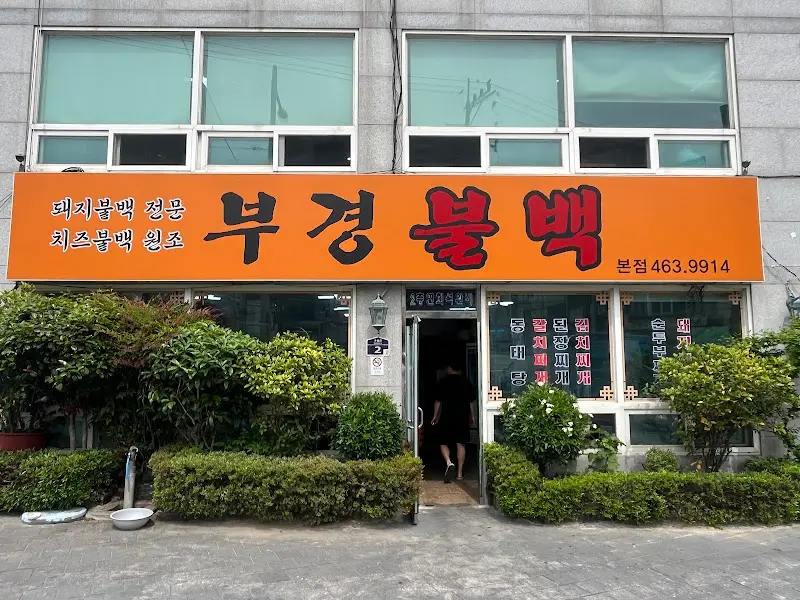 돼지불백 전문
치즈불백 원조
부경불백
본점 463.9914
동태탕
갈치찌개
된장찌개
김치찌개
순두부
돼지
2